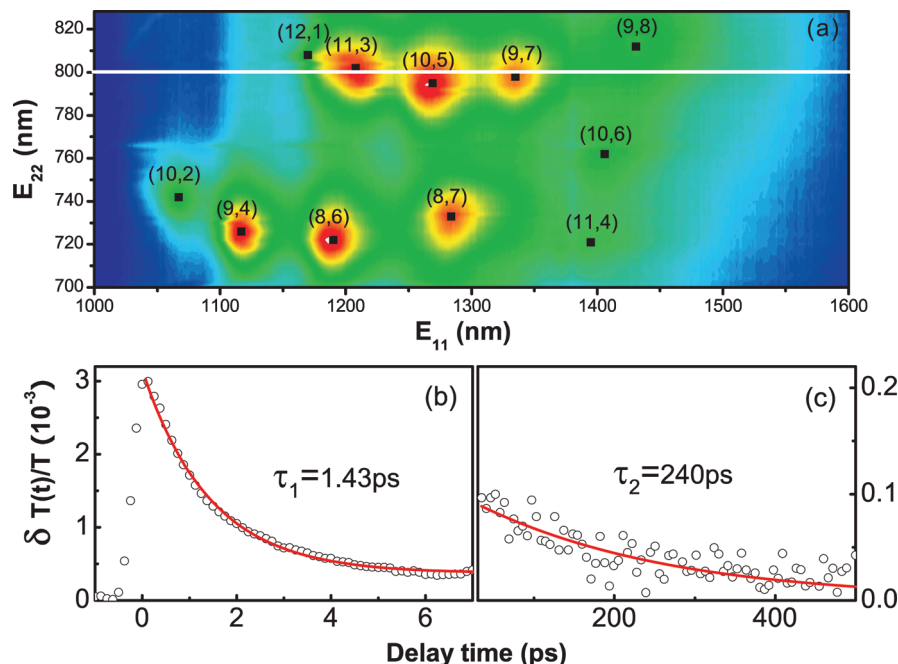 820
(a)
(12,1)
(11,3)
(9,8)
800
(10,5)
(9,7)
780
760
(10,6)
(10,2)
740
(9,4)
(8,6)
(8,7)
(11,4)
720
700
E22 (nm)
1000 1100 1200 1300 1400 1500 1600
E11 (nm)
3
2
1
0
δ T(t)/T (10-3)
(b)
τ1=1.43ps
0 2 4 6
(c)
τ2=240ps
0.2
0.1
0.0
200 400
Delay time (ps)